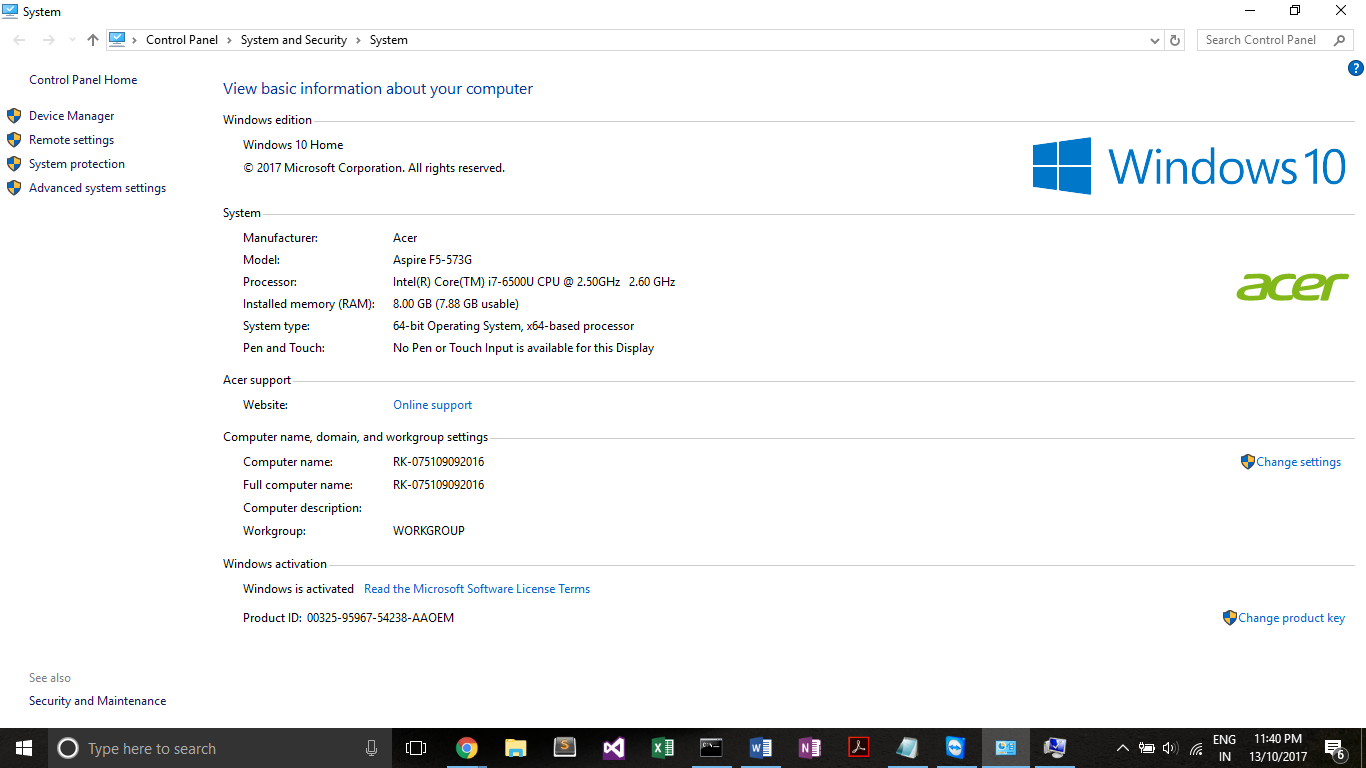 System
Control Panel > System and Security > System
Search Control Panel
Control Panel Home
Device Manager
Remote settings
System protection
Advanced system settings
See also
Security and Maintenance
?
View basic information about your computer
Windows edition
Windows 10 Home
© 2017 Microsoft Corporation. All rights reserved.
Windows 10
System
Manufacturer: Acer
Model: Aspire F5-573G
Processor: Intel(R) Core(TM) i7-6500U CPU @ 2.50GHz 2.60 GHz
Installed memory (RAM): 8.00 GB (7.88 GB usable)
System type: 64-bit Operating System, x64-based processor
Pen and Touch: No Pen or Touch Input is available for this Display
acer
Acer support
Website: Online support
Computer name, domain, and workgroup settings
Computer name: RK-075109092016
Change settings
Full computer name: RK-075109092016
Computer description:
Workgroup: WORKGROUP
Windows activation
Windows is activated Read the Microsoft Software License Terms
Product ID: 00325-95967-54238-AAOEM
Change product key
Type here to search
ENG
IN
11:40 PM
13/10/2017
6